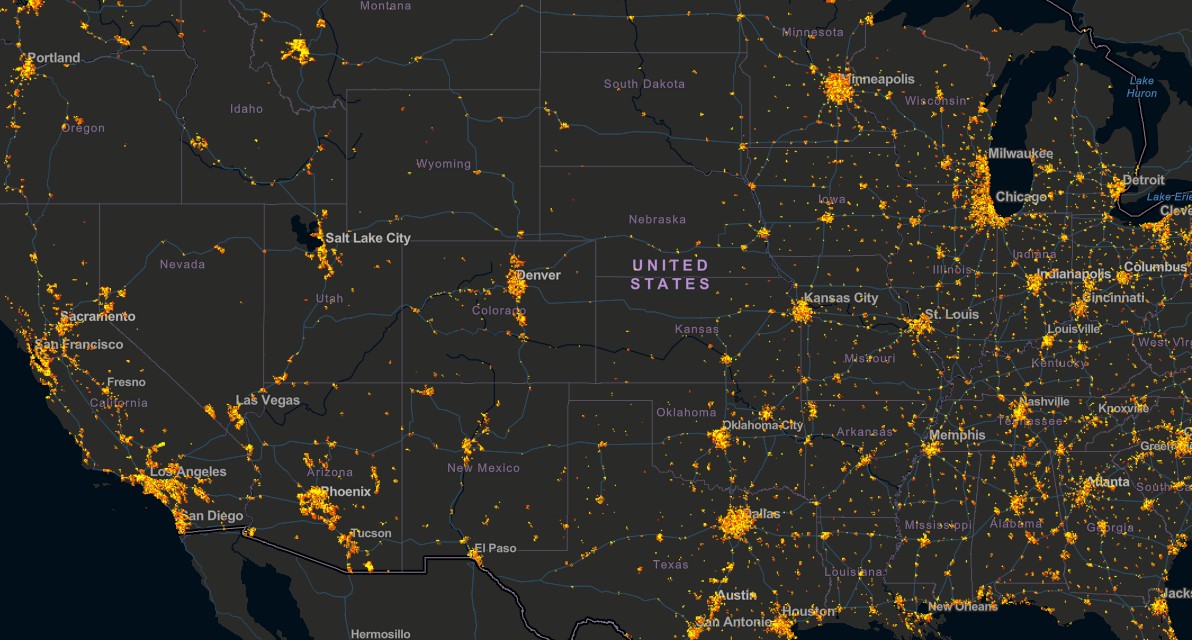 Montana
Minnesota
Portland
Minneapolis
South Dakota
Lake
Huron
Wisconsin
Idaho
Oregon
Milwaukee
Wyoming
Detroit
Chicago
Lake Erie
Iowa
Cleve
Nebraska
Salt Lake City
Nevada
UNITED
STATES
Indiana
Illinois
Denver
Indianapolis
Columbus
Utah
Kansas City
Cincinnati
Colorado
Sacramento
St. Louis
Kansas
Louisville
San Francisco
West Virg
Missouri
Kentucky
Fresno
California
Las Vegas
Nashville
Knoxville
Oklahoma
Tennessee
Oklahoma City
Arkansas
Memphis
Green
Los Angeles
Arizona
New Mexico
Atlanta
Phoenix
South Ca
San Diego
Dallas
Mississippi
Alabama
Georgia
Tucson
El Paso
Texas
Louisiana
Austin
Jacks
New Orleans
Houston
San Antonio
Hermosillo